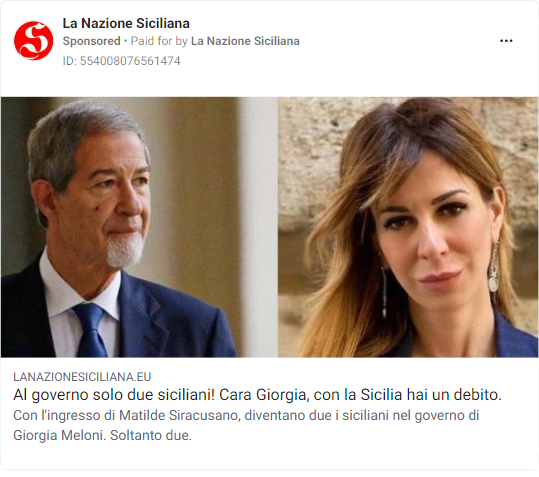 La Nazione Siciliana
Sponsored • Paid for by La Nazione Siciliana
ID: 554008076561474
LANAZIONESICILIANA.EU
Al governo solo due siciliani! Cara Giorgia, con la Sicilia hai un debito.
Con l'ingresso di Matilde Siracusano, diventano due i siciliani nel governo di
Giorgia Meloni. Soltanto due.